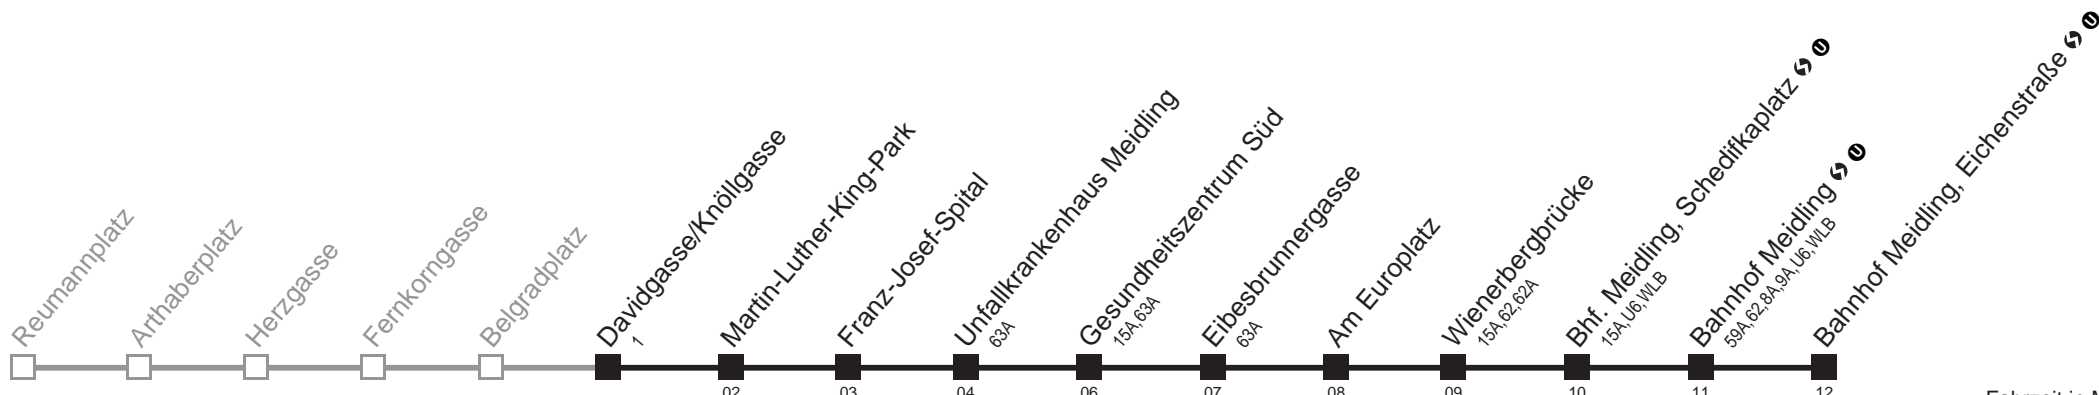 Reumannplatz
Arthaberplatz
Herzgasse
Fernkorngasse
Belgradplatz
Davidgasse/Knöllgasse
1
Martin-Luther-King-Park
Franz-Josef-Spital
Unfallkrankenhaus Meidling
63A
Gesundheitszentrum Süd
15A,63A
Eibesbrunnergasse
63A
Am Europlatz
Wienerbergbrücke
15A,62,62A
Bhf. Meidling, Schedifkaplatz S U
15A,U6,WLB
Bahnhof Meidling S U
59A,62,8A,9A,U6,WLB
Bahnhof Meidling, Eichenstraße S U
02 03 04 06 07 08 09 10 11 12
Fahrzeit in